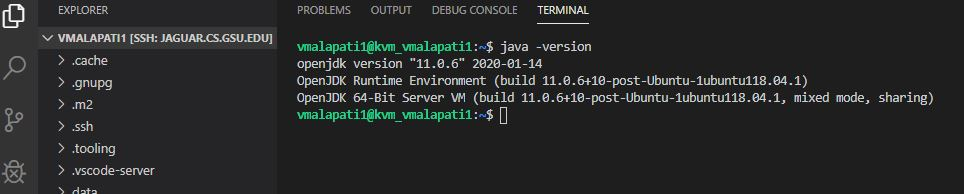 EXPLORER
VMALAPATI1 [SSH: JAGUAR.CS.GSU.EDU]
.cache
.gnupg
.m2
.ssh
.tooling
.vscode-server
data
PROBLEMS OUTPUT DEBUG CONSOLE TERMINAL
vmalapati1@kvm_vmalapati1:~$ java -version
openjdk version "11.0.6" 2020-01-14
OpenJDK Runtime Environment (build 11.0.6+10-post-Ubuntu-1ubuntu118.04.1)
OpenJDK 64-Bit Server VM (build 11.0.6+10-post-Ubuntu-1ubuntu118.04.1, mixed mode, sharing)
vmalapati1@kvm_vmalapati1:~$